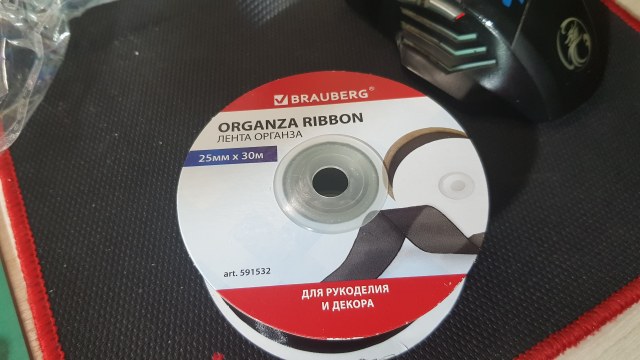 BRAUBERG®
ORGANZA RIBBON
ЛЕНТА ОРГАНЗА
25мм x 30м
art. 591532
ДЛЯ РУКОДЕЛИЯ
И ДЕКОРА